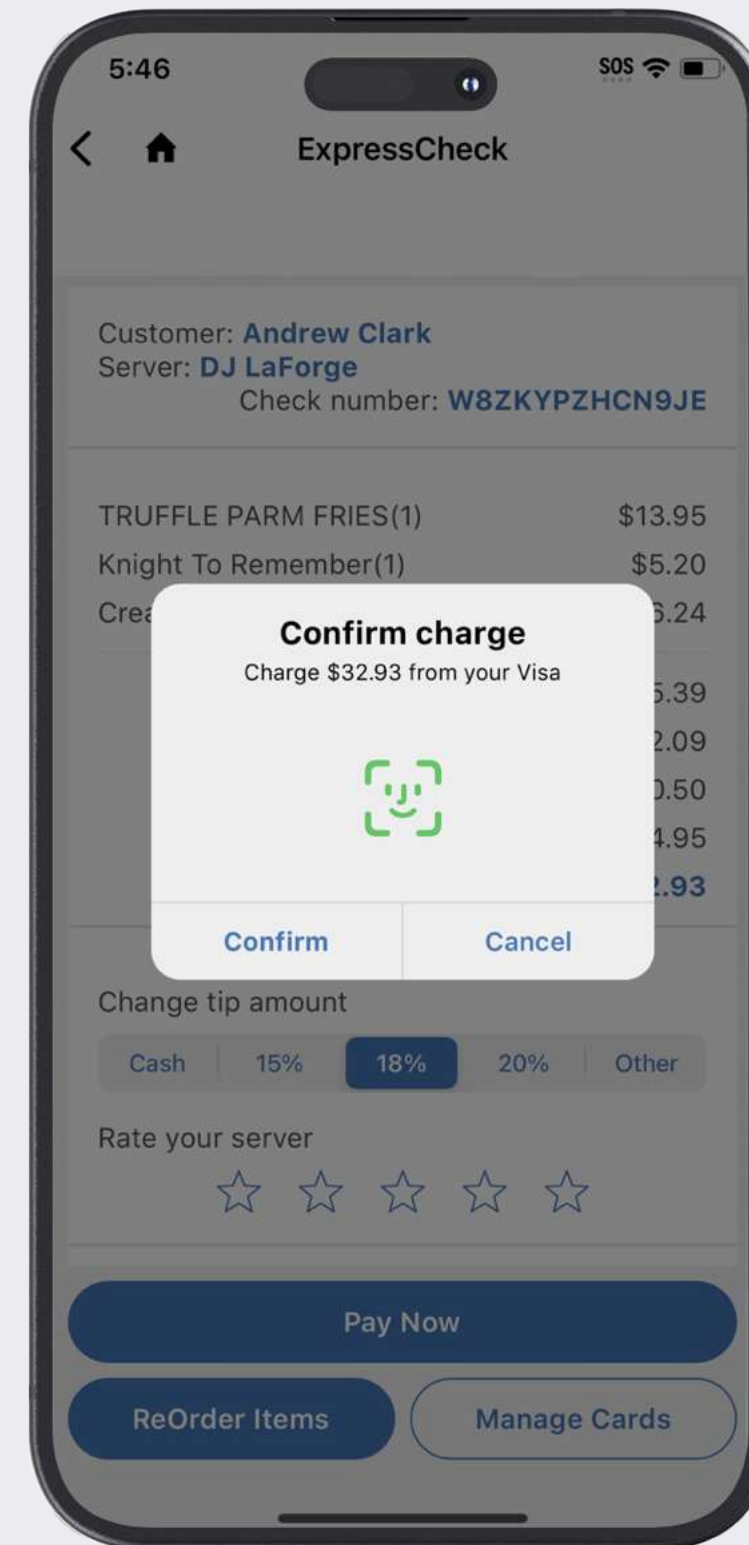 5:46 SOS
ExpressCheck
Customer: Andrew Clark
Server: DJ LaForge
Check number: W8ZKYPZHCN9JE
TRUFFLE PARM FRIES(1) $13.95
Knight To Remember(1) $5.20
Confirm charge
Charge $32.93 from your Visa
Confirm Cancel
Change tip amount
Cash 15% 18% 20% Other
Rate your server
Pay Now
ReOrder Items Manage Cards